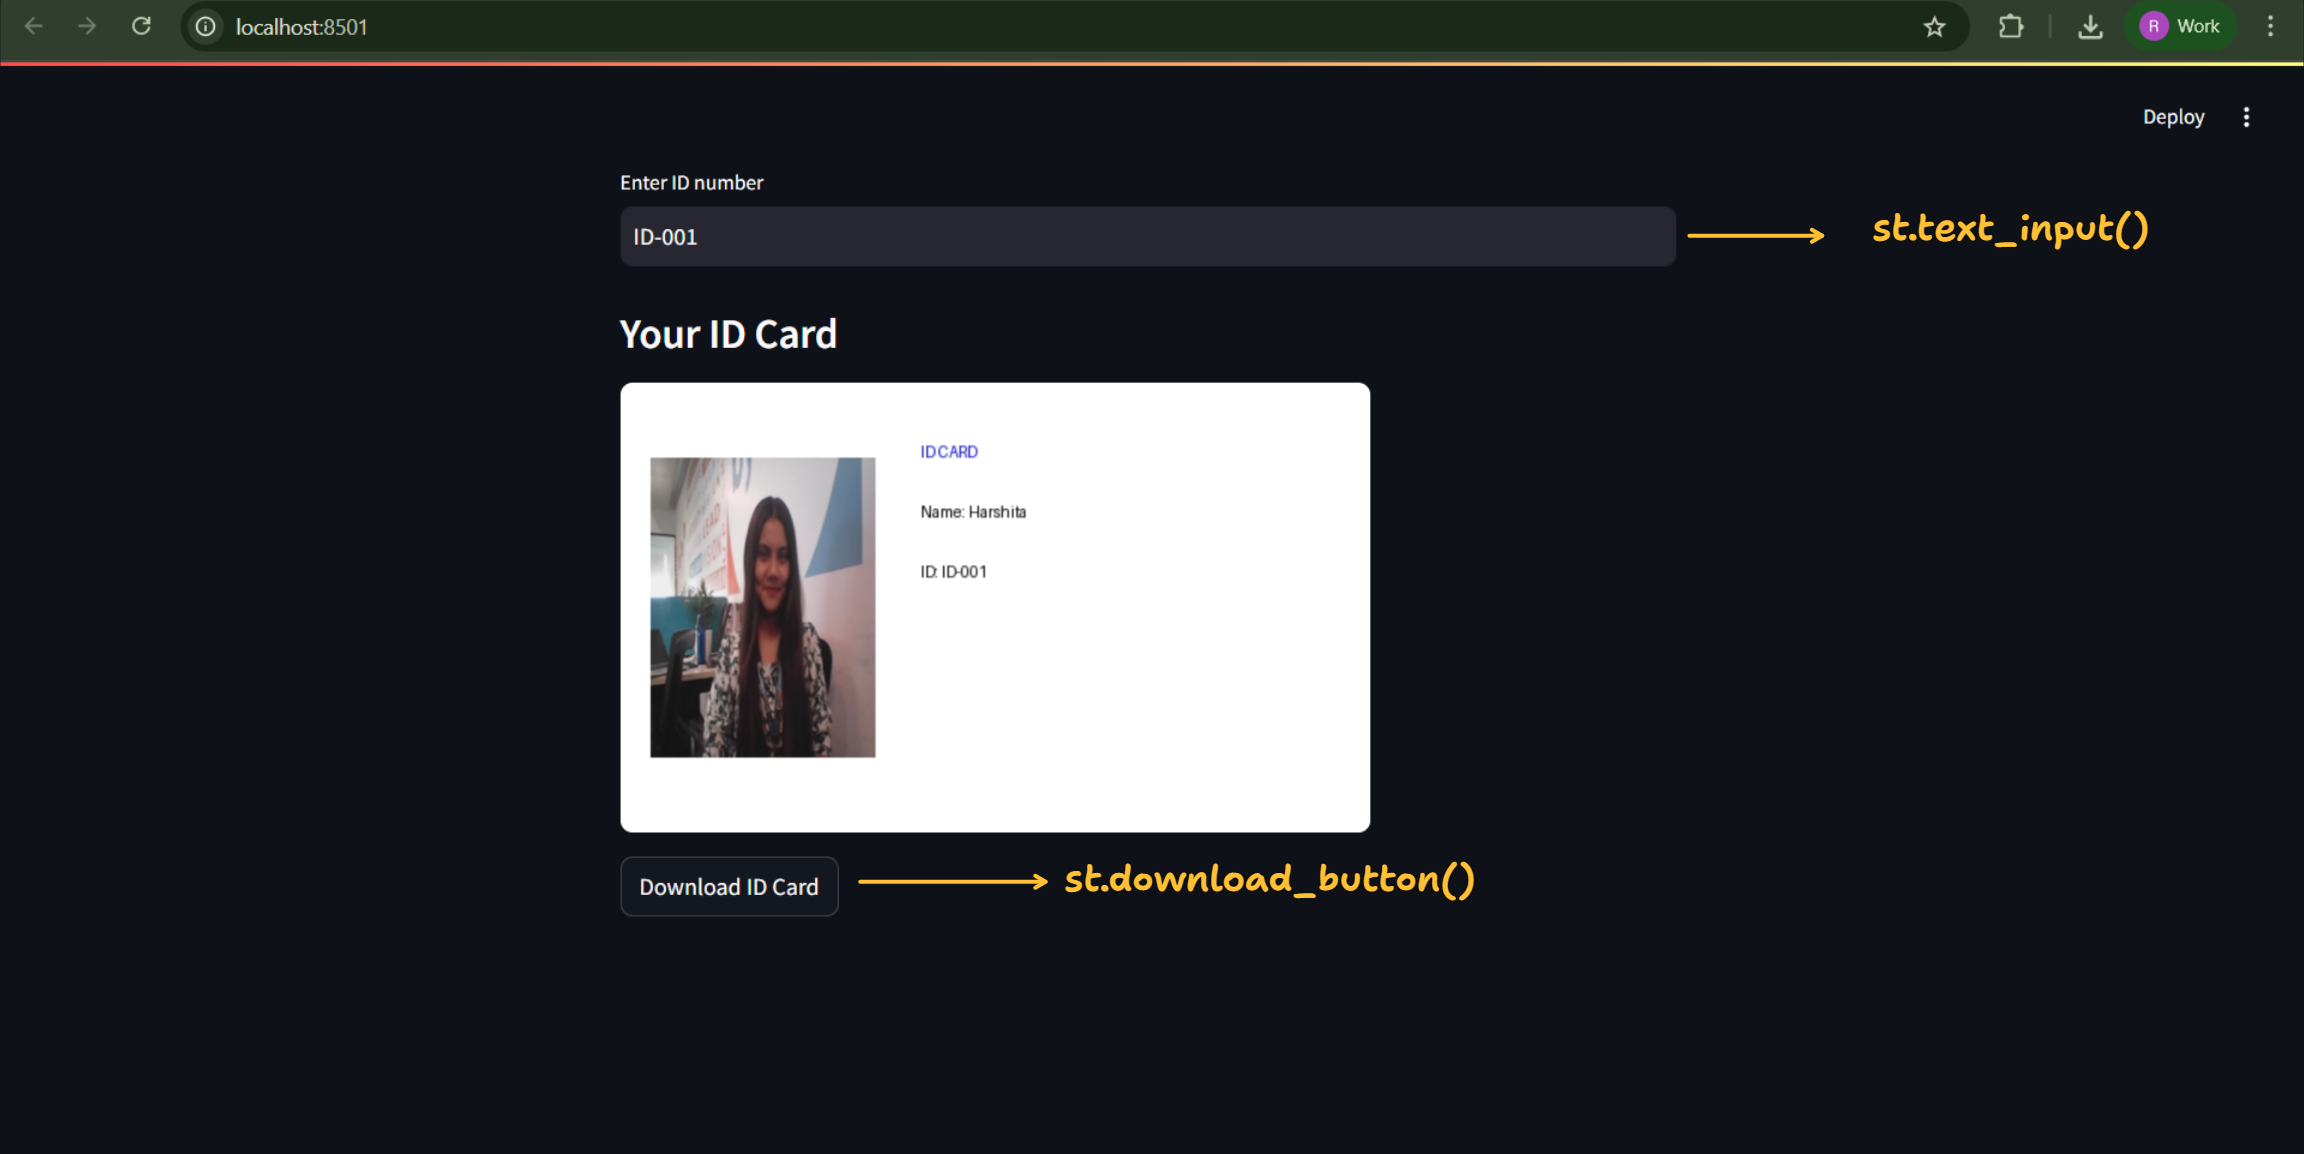 localhost:8501
R Work
Deploy
Enter ID number
ID-001
st.text_input()
Your ID Card
ID CARD
Name: Harshita
ID: ID-001
LEAD
Download ID Card
st.download_button()